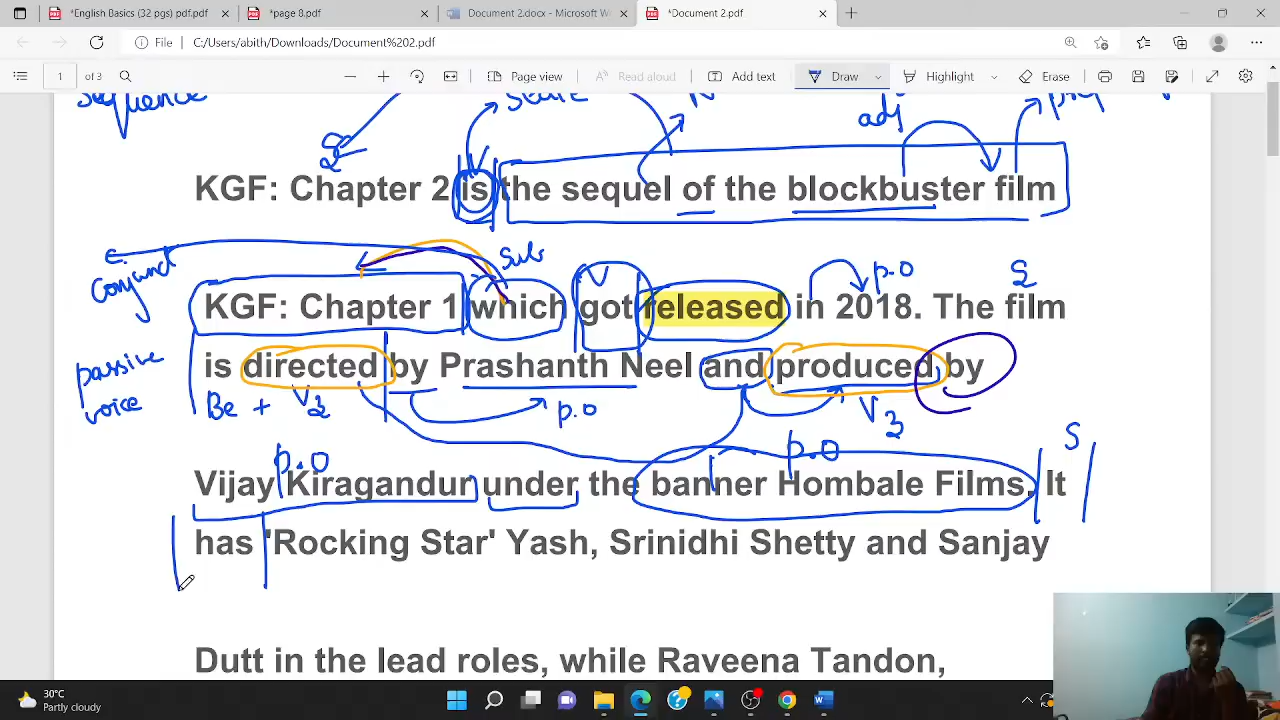 *English Basics (32 pgs) pdf.pdf
*page 8.pdf
Document 2.docx - Microsoft W
*Document 2.pdf
File C:/Users/abith/Downloads/Document%202.pdf
1 of 3
Page view
Read aloud
Add text
Draw
Highlight
Erase
sequence
state
N
adj
prep
S
V
KGF: Chapter 2 is the sequel of the blockbuster film
Conjunct
Sub
V
p.o
S
KGF: Chapter 1 which got released in 2018. The film
passive
voice
is directed by Prashanth Neel and produced by
Be + V3
p.o
V3
p.o
p.o
S
Vijay Kiragandur under the banner Hombale Films. It
has 'Rocking Star' Yash, Srinidhi Shetty and Sanjay
Dutt in the lead roles, while Raveena Tandon,
30°C
Partly cloudy